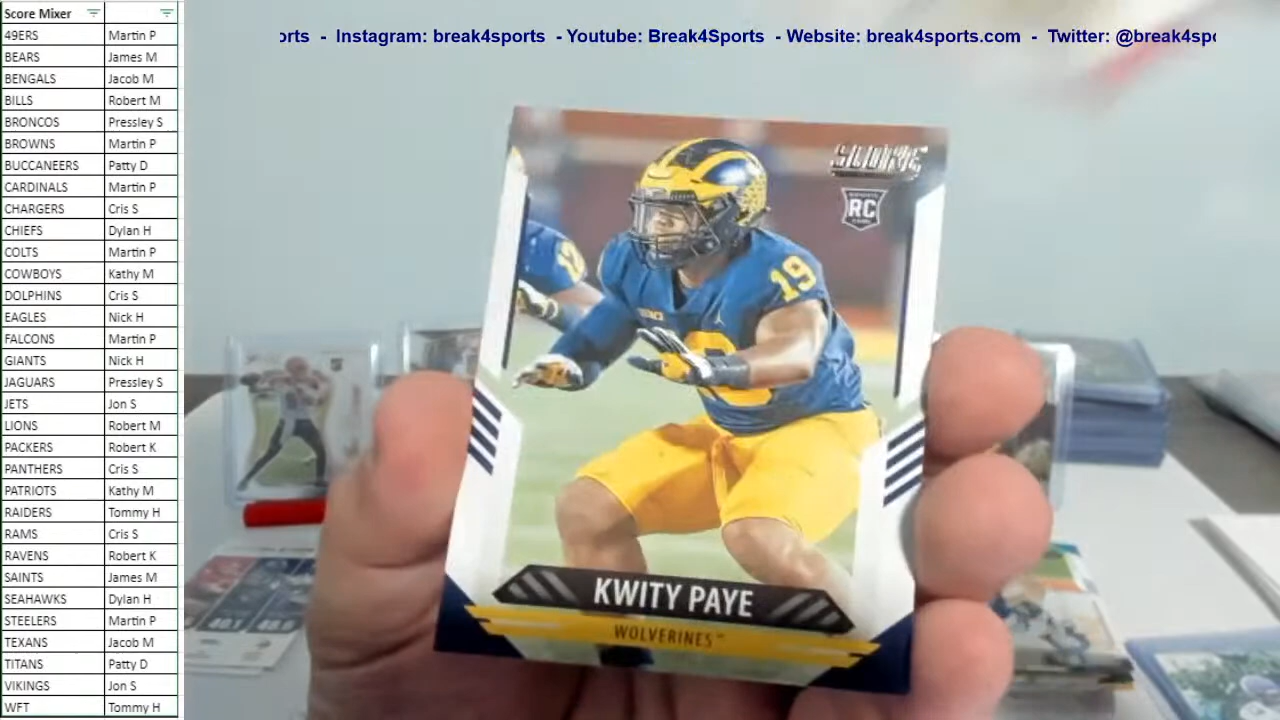 Score Mixer
49ERS Martin P
BEARS James M
BENGALS Jacob M
BILLS Robert M
BRONCOS Pressley S
BROWNS Martin P
BUCCANEERS Patty D
CARDINALS Martin P
CHARGERS Cris S
CHIEFS Dylan H
COLTS Martin P
COWBOYS Kathy M
DOLPHINS Cris S
EAGLES Nick H
FALCONS Martin P
GIANTS Nick H
JAGUARS Pressley S
JETS Jon S
LIONS Robert M
PACKERS Robert K
PANTHERS Cris S
PATRIOTS Kathy M
RAIDERS Tommy H
RAMS Cris S
RAVENS Robert K
SAINTS James M
SEAHAWKS Dylan H
STEELERS Martin P
TEXANS Jacob M
TITANS Patty D
VIKINGS Jon S
WFT Tommy H
orts - Instagram: break4sports - Youtube: Break4Sports - Website: break4sports.com - Twitter: @break4spo
SCORE
RC
19
KWITY PAYE
WOLVERINES™